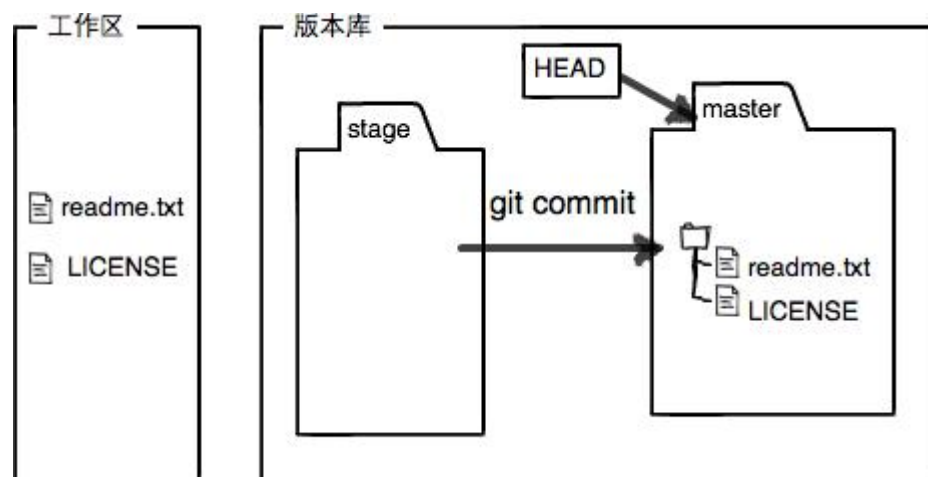 工作区
版本库
HEAD
stage
master
git commit
readme.txt
LICENSE
readme.txt
LICENSE